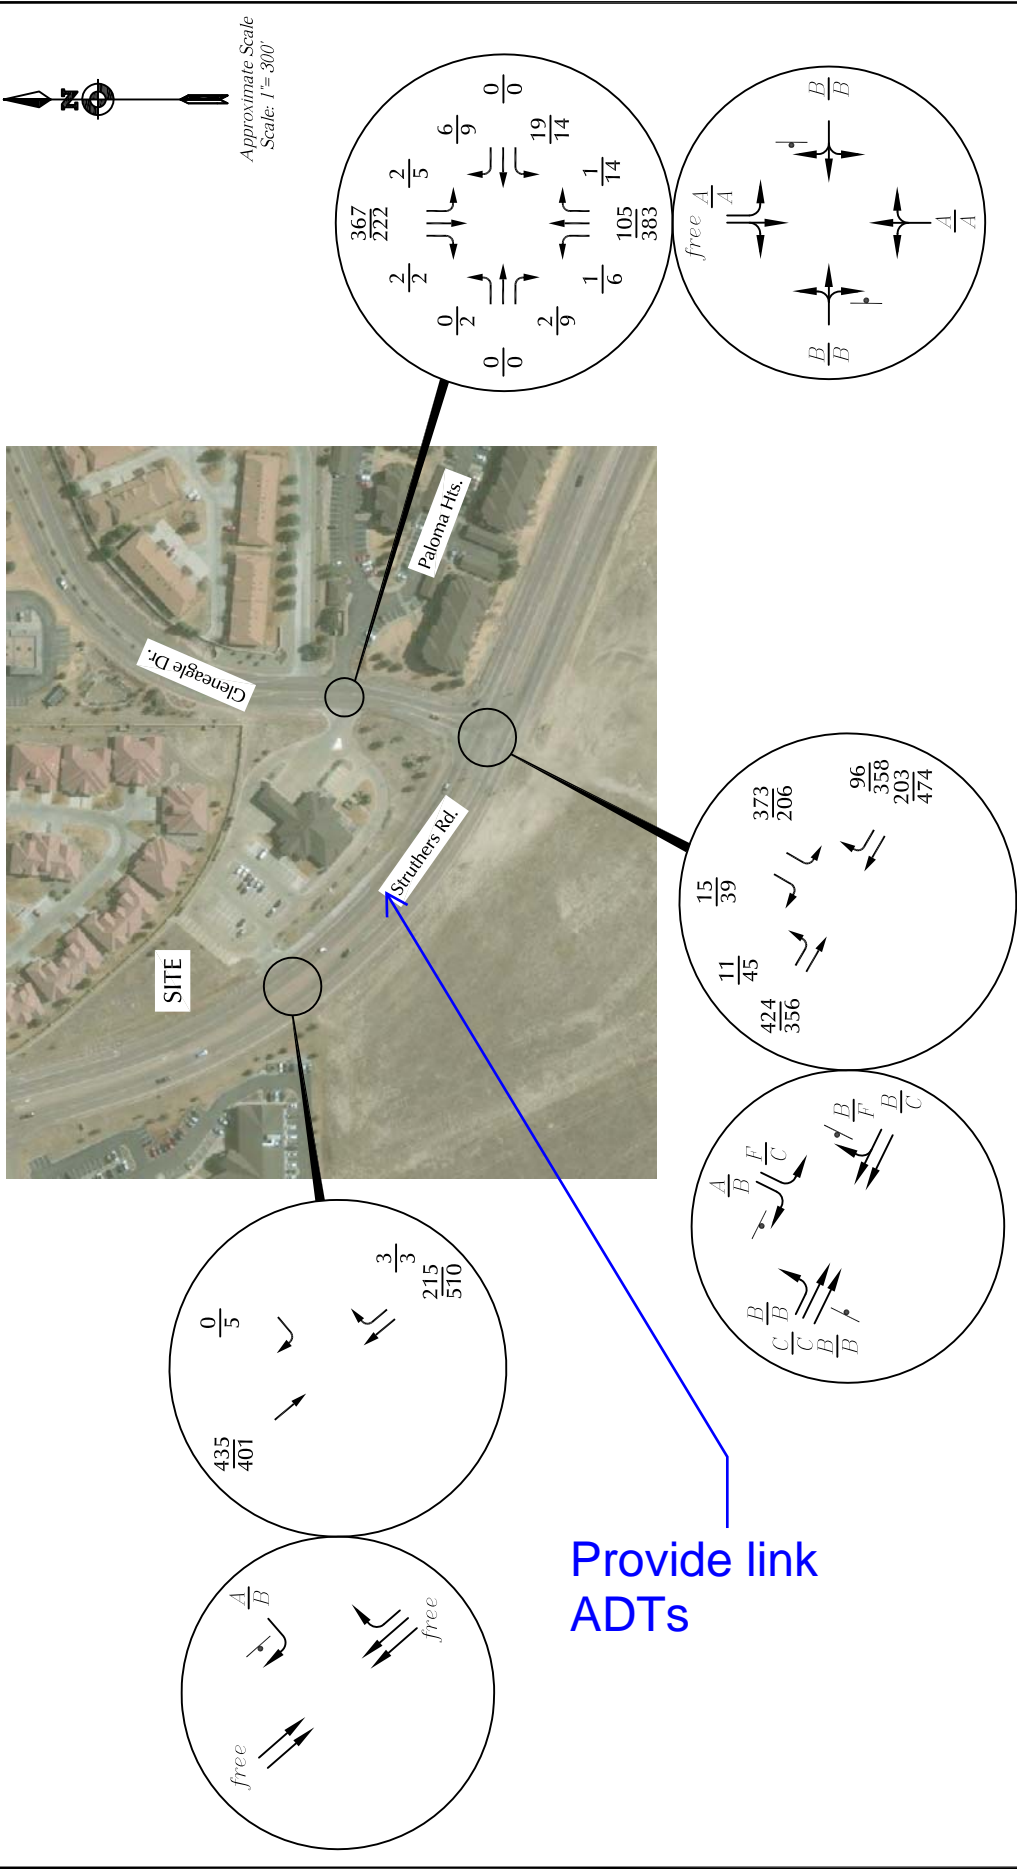 N
Approximate Scale
Scale: 1"= 300'
0
0
6
9
19
14
2
5
1
14
367
222
105
383
2
2
1
6
0
2
2
9
0
0
B
B
free
A
A
A
A
B
B
Gleneagle Dr.
Paloma Hts.
Struthers Rd.
SITE
373
206
96
358
203
474
15
39
11
45
424
356
A
B
F
C
B
F
B
C
B
B
C
C
B
B
0
5
3
3
215
510
435
401
A
B
free
free
Provide link
ADTs